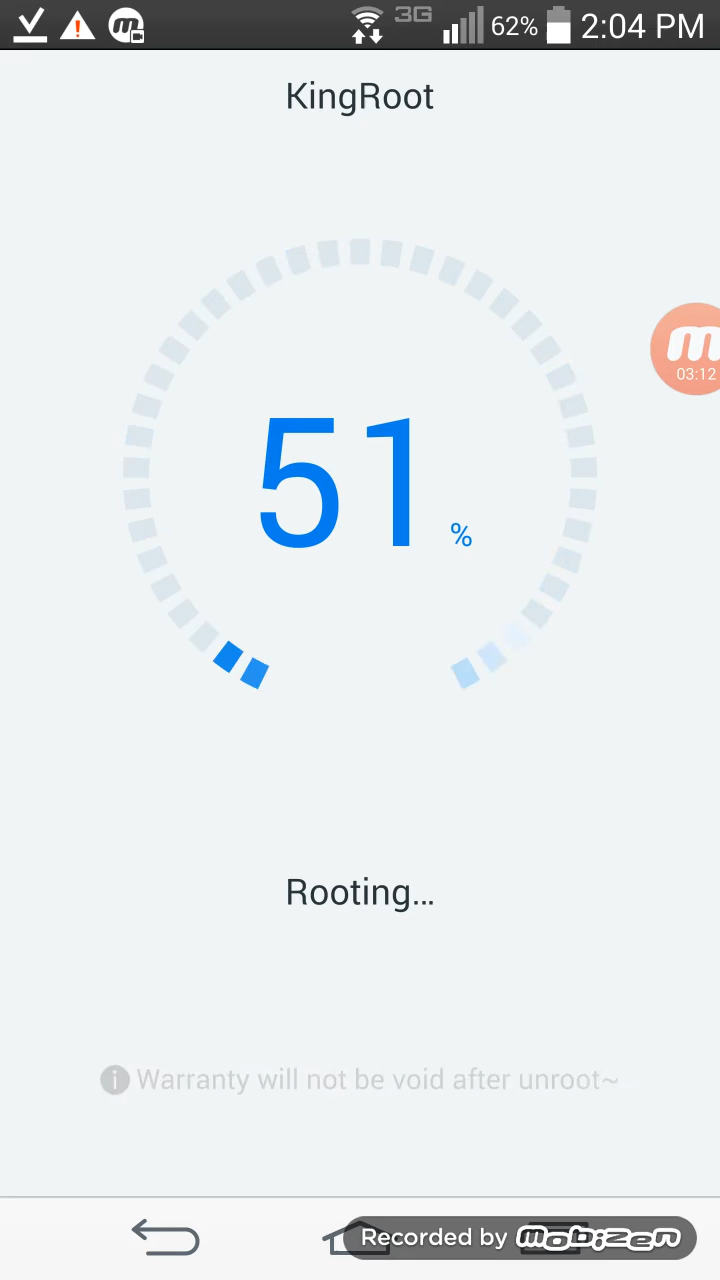 3G 62% 2:04 PM
KingRoot
m
03:12
51 %
Rooting...
Warranty will not be void after unroot~
Recorded by mobizen